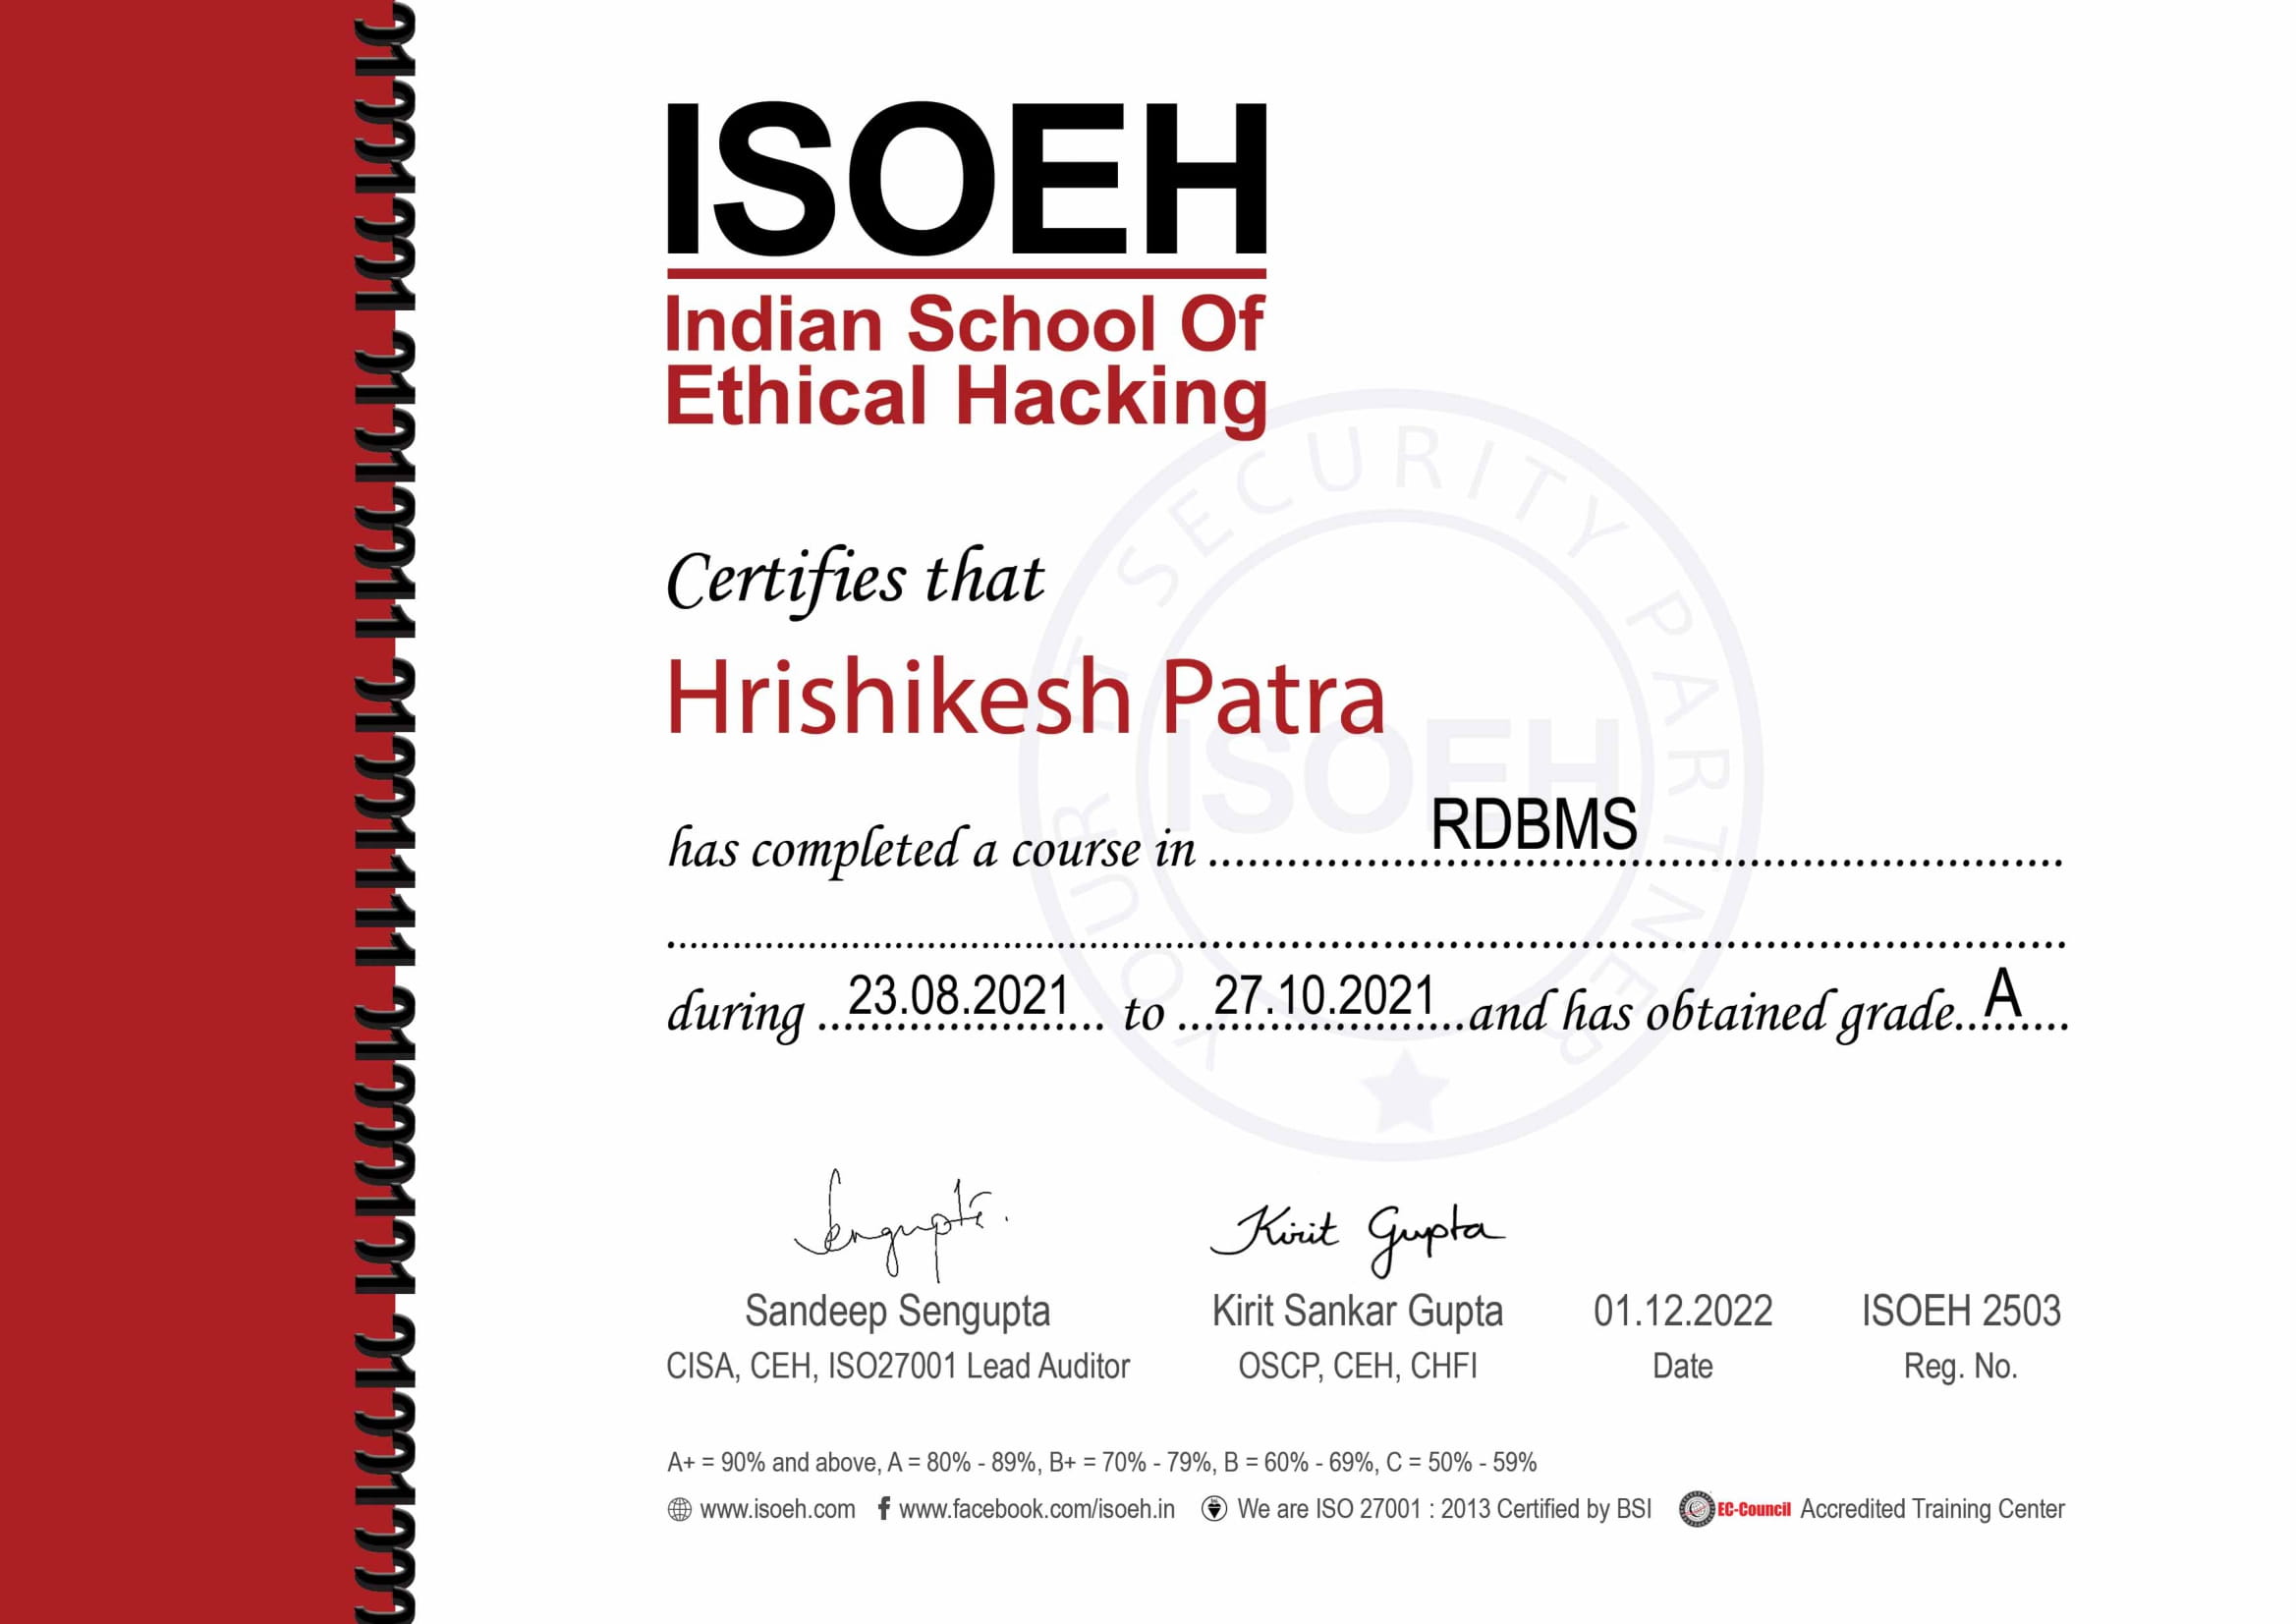 ISOEH
Indian School Of
Ethical Hacking
Certifies that
Hrishikesh Patra
has completed a course in RDBMS
during 23.08.2021 to 27.10.2021 and has obtained grade A
Sengupta
Kirit Gupta
Sandeep Sengupta
CISA, CEH, ISO27001 Lead Auditor
Kirit Sankar Gupta
OSCP, CEH, CHFI
01.12.2022
Date
ISOEH 2503
Reg. No.
A+ = 90% and above, A = 80% - 89%, B+ = 70% - 79%, B = 60% - 69%, C = 50% - 59%
www.isoeh.com f www.facebook.com/isoeh.in We are ISO 27001 : 2013 Certified by BSI EC-Council Accredited Training Center
YOUR IT SECURITY PARTNER
ISOEH